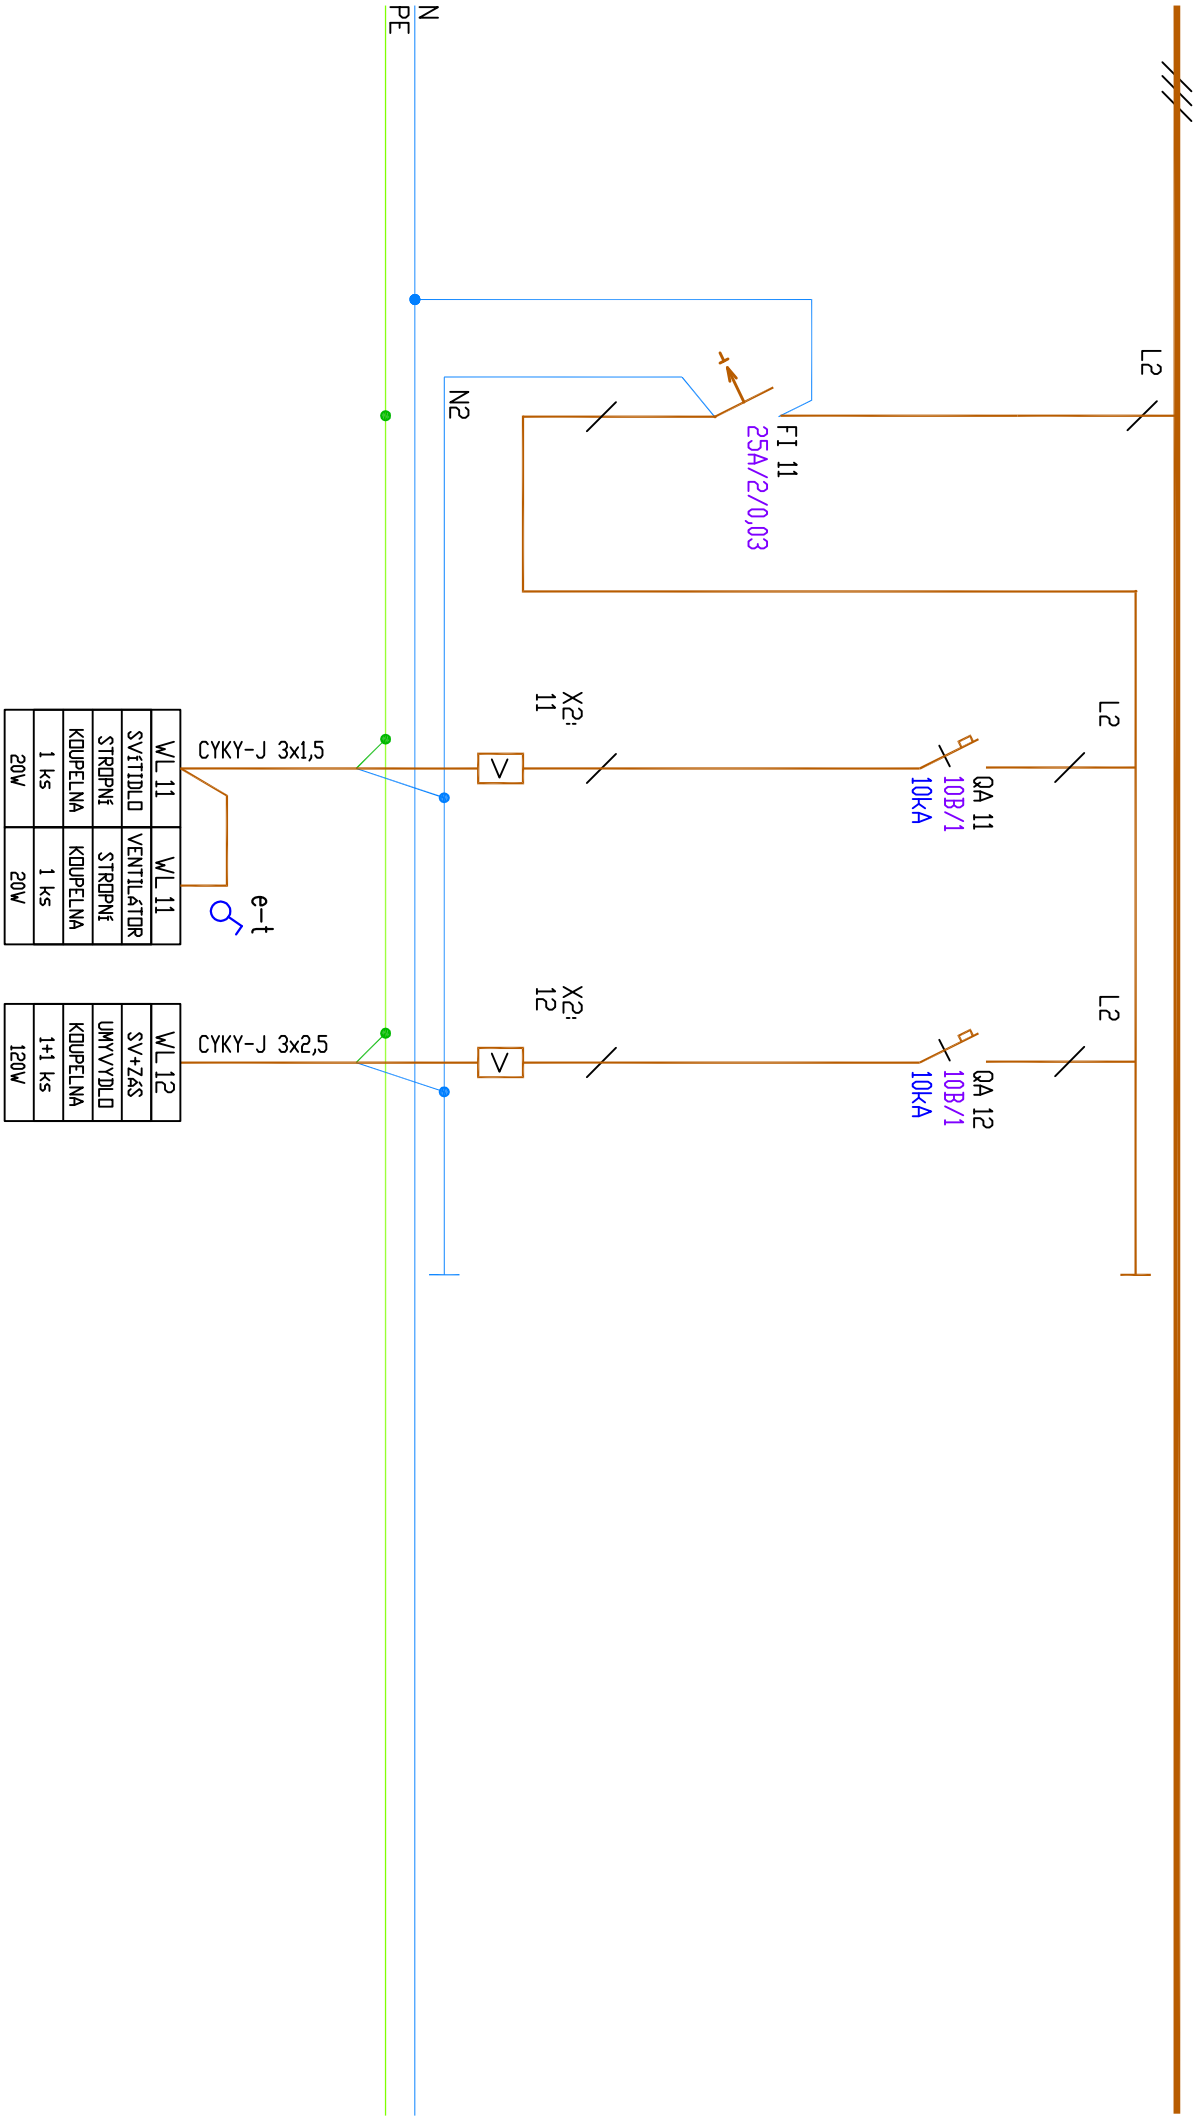 L2
FI 11
25A/2/0,03
L2
QA 11
10B/1
10kA
L2
QA 12
10B/1
10kA
X2:
11
X2:
12
N2
N
PE
CYKY-J 3x1,5
e-t
CYKY-J 3x2,5
WL 11
SVÍTIDLO
STROPNÍ
KOUPELNA
1 ks
20W
WL 11
VENTILÁTOR
STROPNÍ
KOUPELNA
1 ks
20W
WL 12
SV+ZÁS
UMYVYDLO
KOUPELNA
1+1 ks
120W